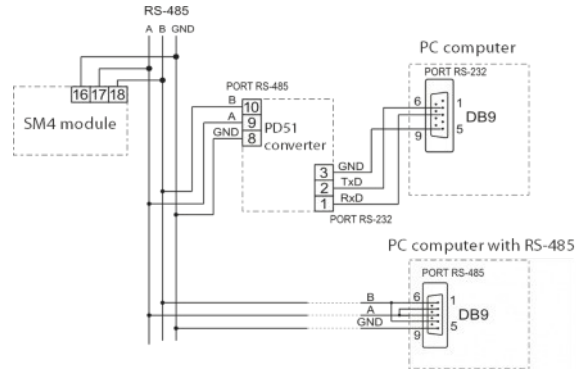 RS-485
A B GND
PC computer
PORT RS-232
6 1
DB9
9 5
16 17 18
SM4 module
PORT RS-485
B 10
A 9
GND 8
PD51
converter
3 GND
2 TxD
1 RxD
PORT RS-232
PC computer with RS-485
PORT RS-485
B 6 1
A
DB9
GND
9 5